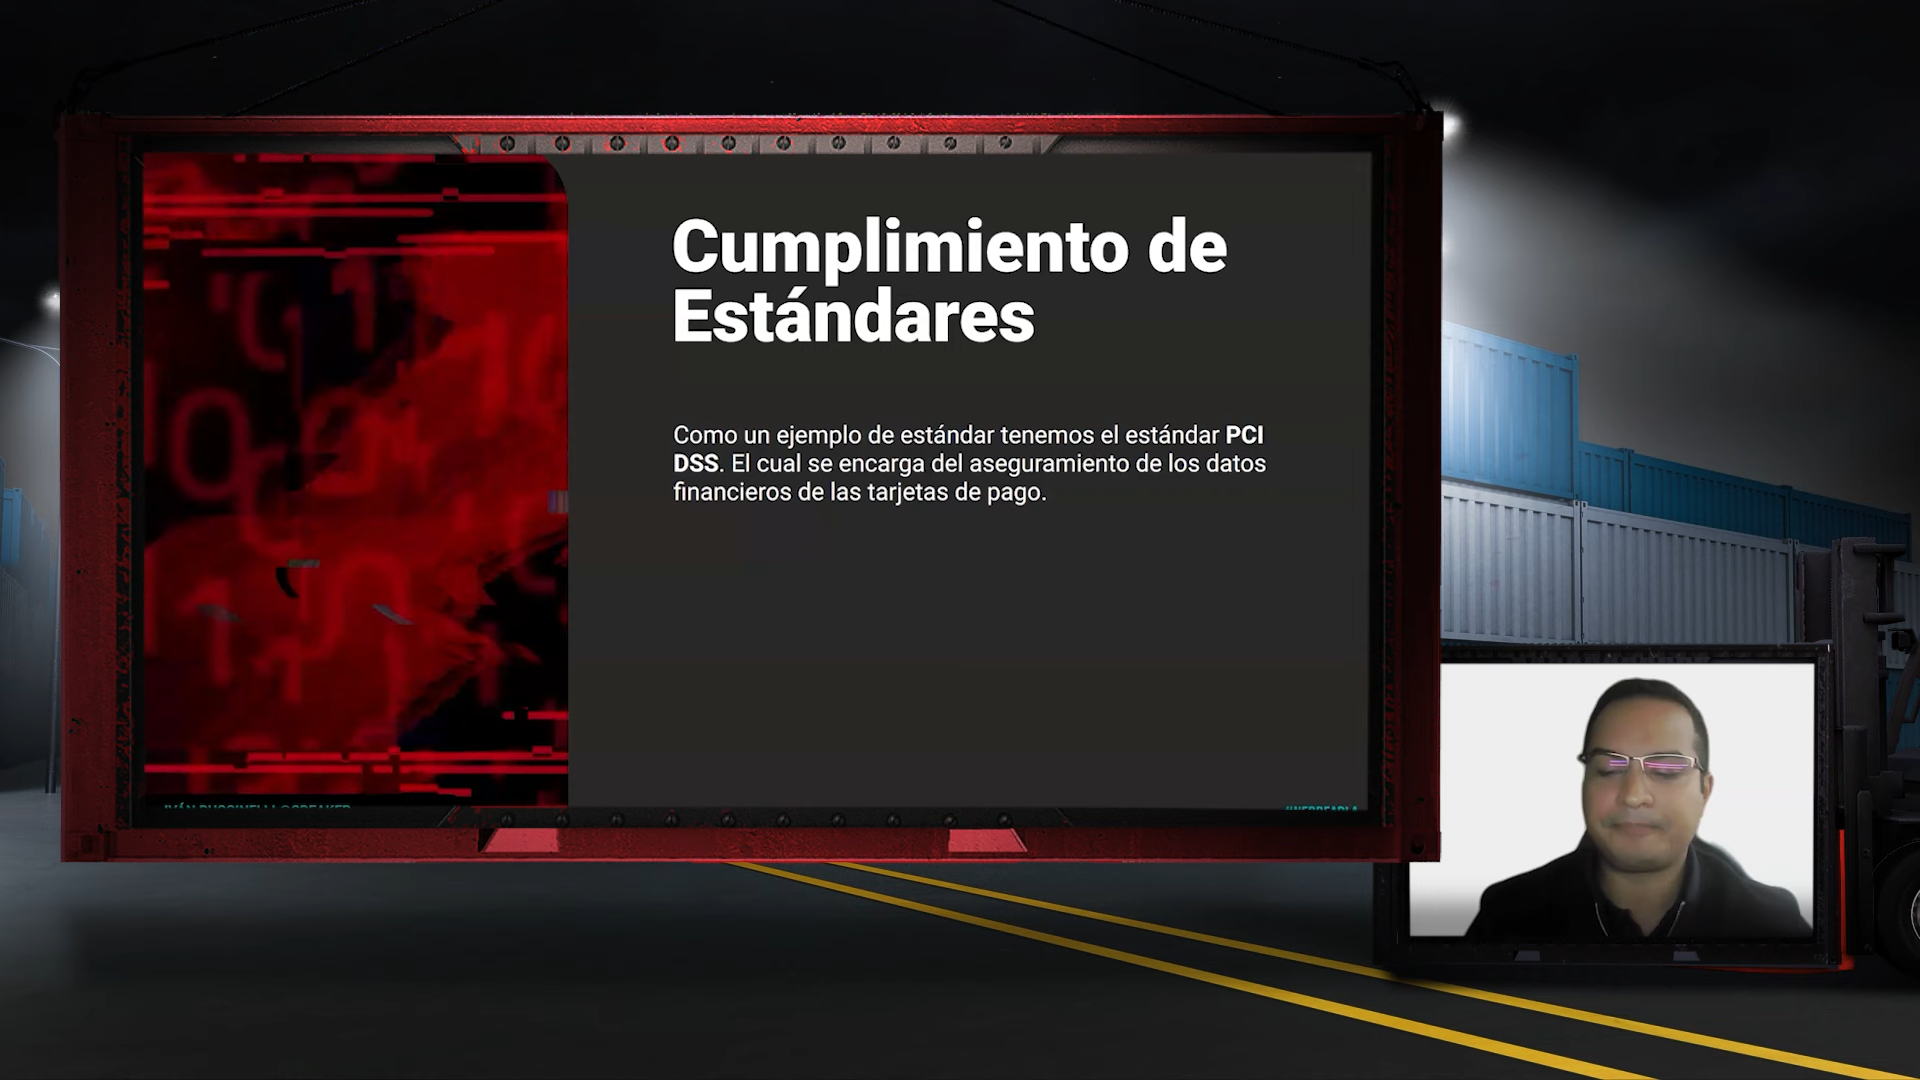 Cumplimiento de
Estándares
Como un ejemplo de estándar tenemos el estándar PCI
DSS. El cual se encarga del aseguramiento de los datos
financieros de las tarjetas de pago.